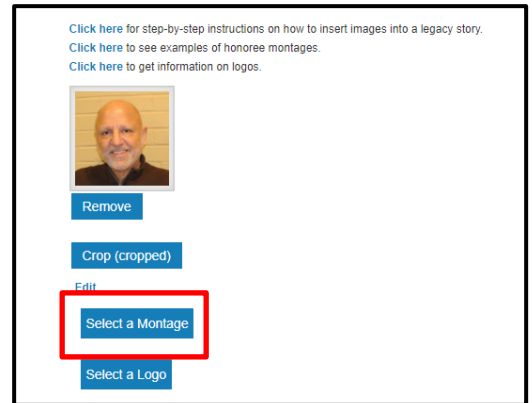 Click here for step-by-step instructions on how to insert images into a legacy story.
Click here to see examples of honoree montages.
Click here to get information on logos.
Remove
Crop (cropped)
Edit
Select a Montage
Select a Logo